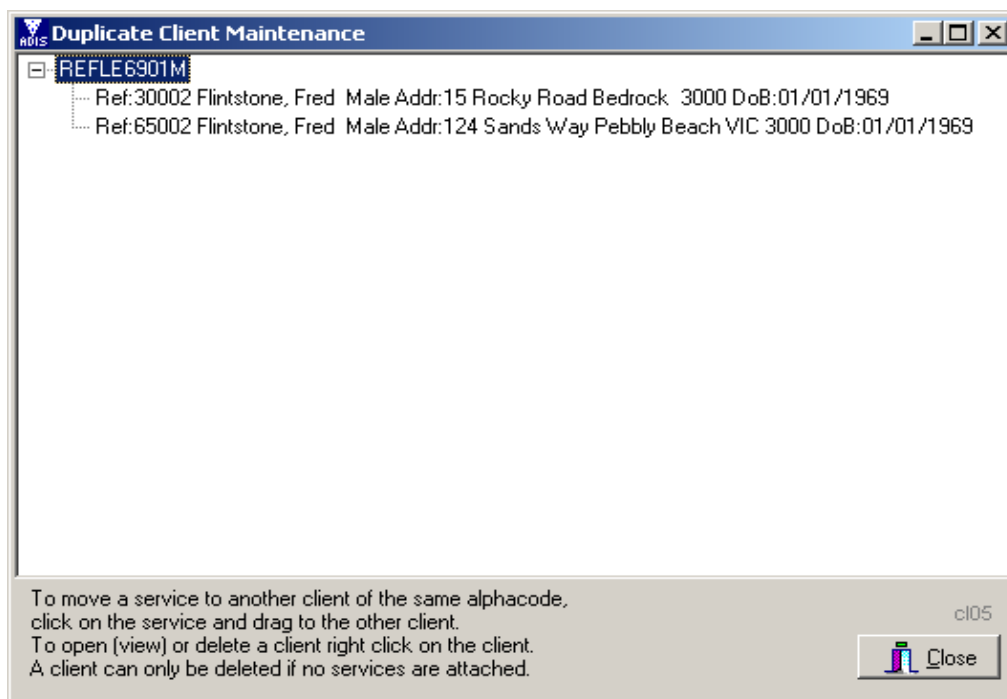 ADIS Duplicate Client Maintenance
REFLE6901M
Ref:30002 Flintstone, Fred  Male Addr:15 Rocky Road Bedrock  3000 DoB:01/01/1969
Ref:65002 Flintstone, Fred  Male Addr:124 Sands Way Pebbly Beach VIC 3000 DoB:01/01/1969
To move a service to another client of the same alphacode,
click on the service and drag to the other client.
To open (view) or delete a client right click on the client.
A client can only be deleted if no services are attached.
cl05
Close